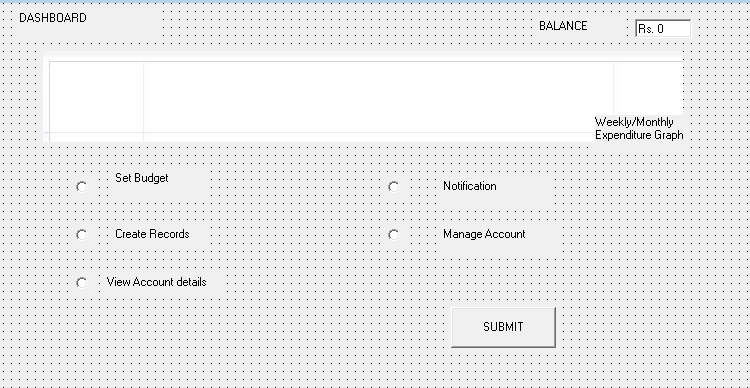 DASHBOARD
BALANCE
Rs. 0
Weekly/Monthly
Expenditure Graph
Set Budget
Notification
Create Records
Manage Account
View Account details
SUBMIT